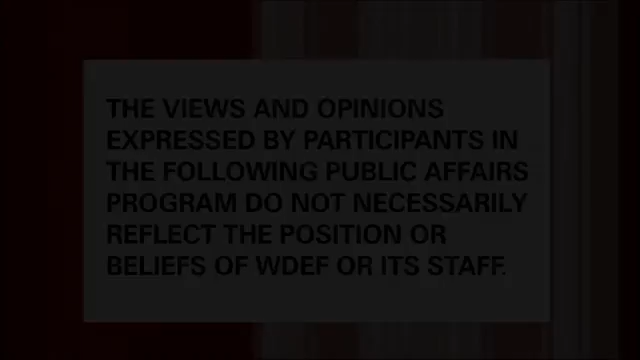 THE VIEWS AND OPINIONS
EXPRESSED BY PARTICIPANTS IN
THE FOLLOWING PUBLIC AFFAIRS
PROGRAM DO NOT NECESSARILY
REFLECT THE POSITION OR
BELIEFS OF WDEF OR ITS STAFF.